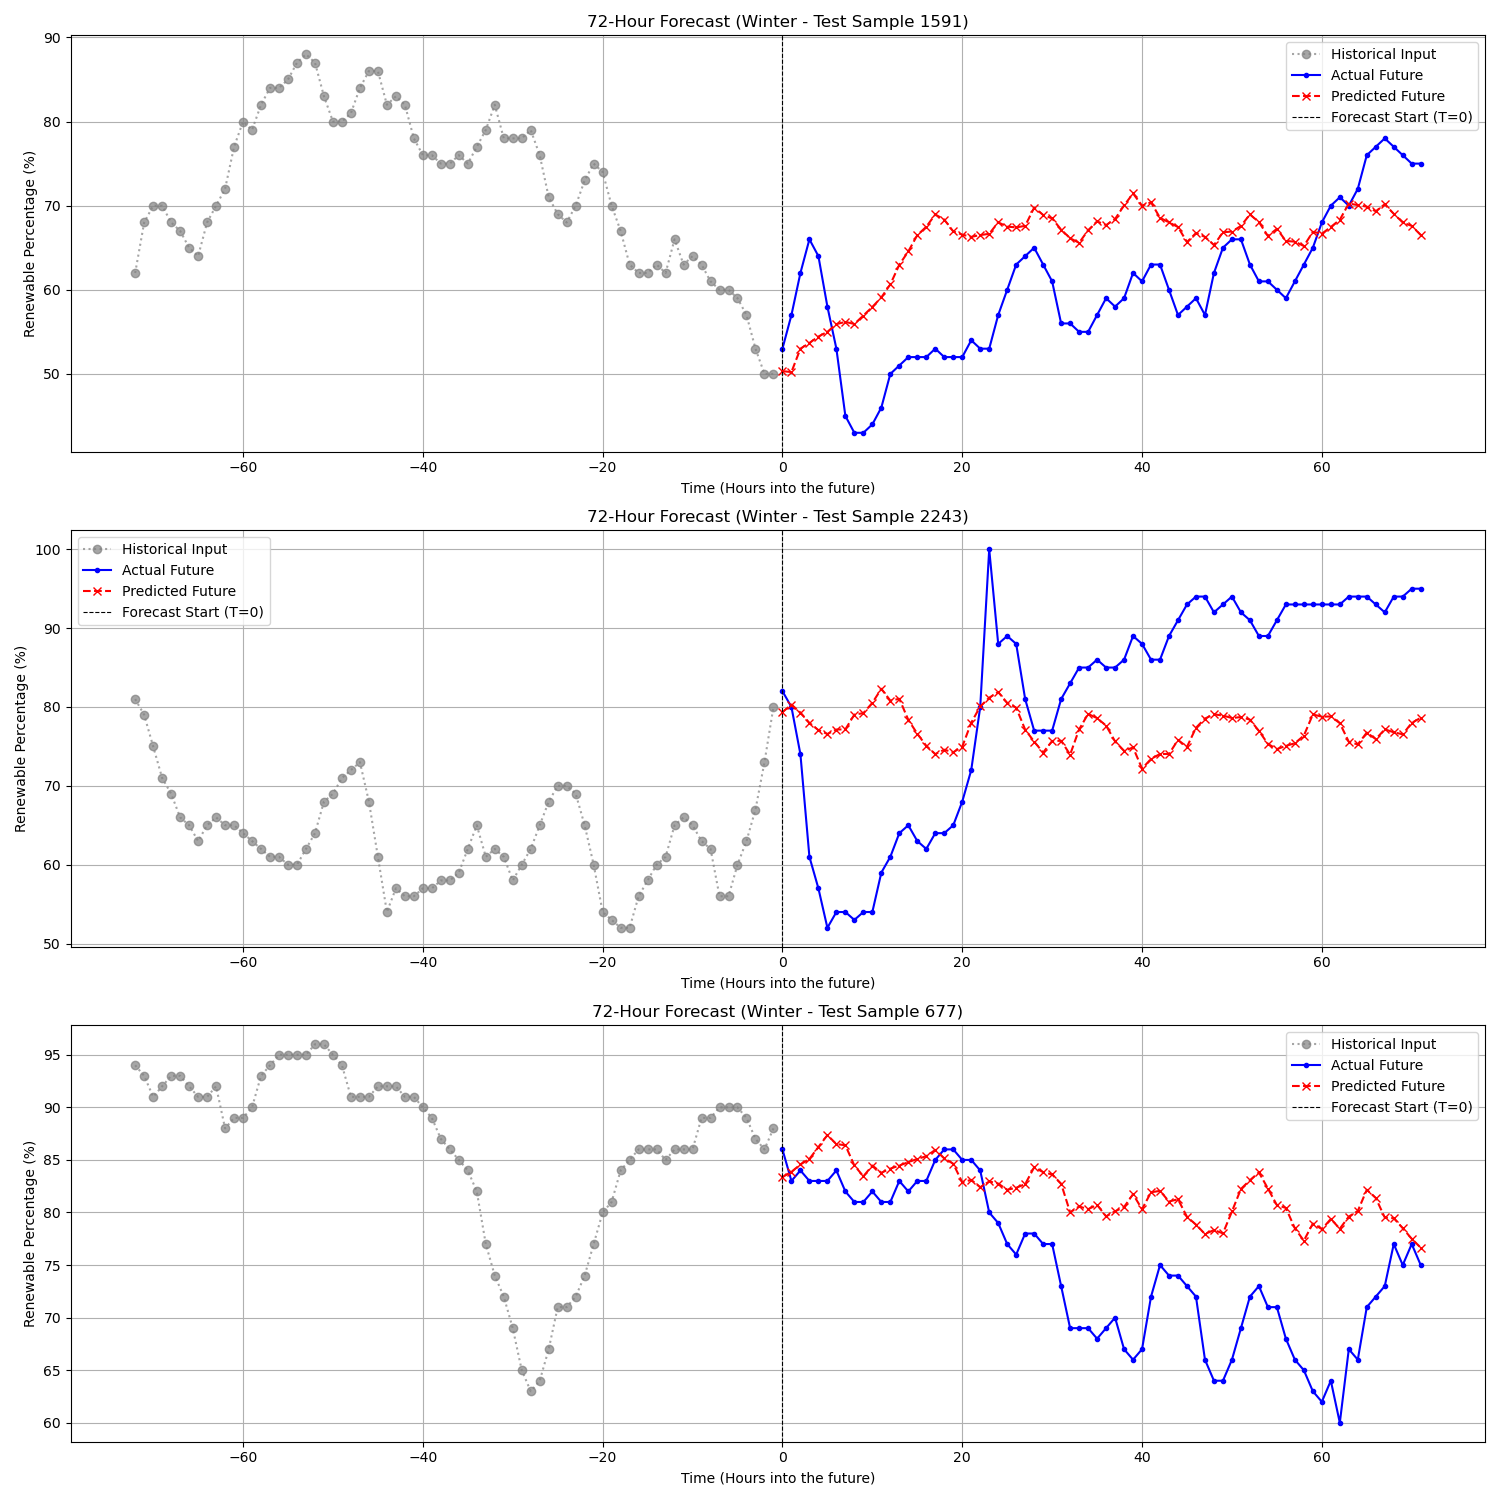 72-Hour Forecast (Winter - Test Sample 1591)
Renewable Percentage (%)
90
80
70
60
50
Historical Input
Actual Future
Predicted Future
Forecast Start (T=0)
−60 −40 −20 0 20 40 60
Time (Hours into the future)
72-Hour Forecast (Winter - Test Sample 2243)
Renewable Percentage (%)
100
90
80
70
60
50
Historical Input
Actual Future
Predicted Future
Forecast Start (T=0)
−60 −40 −20 0 20 40 60
Time (Hours into the future)
72-Hour Forecast (Winter - Test Sample 677)
Renewable Percentage (%)
95
90
85
80
75
70
65
60
Historical Input
Actual Future
Predicted Future
Forecast Start (T=0)
−60 −40 −20 0 20 40 60
Time (Hours into the future)